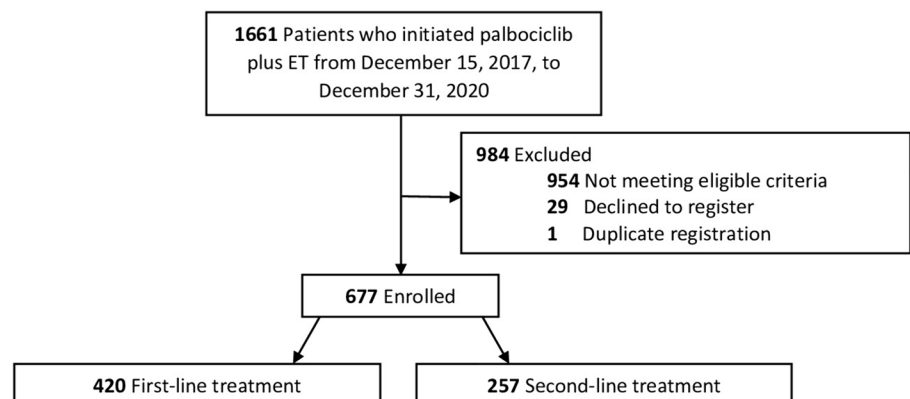 1661 Patients who initiated palbociclib
plus ET from December 15, 2017, to
December 31, 2020
984 Excluded
954 Not meeting eligible criteria
29 Declined to register
1 Duplicate registration
677 Enrolled
420 First-line treatment
257 Second-line treatment